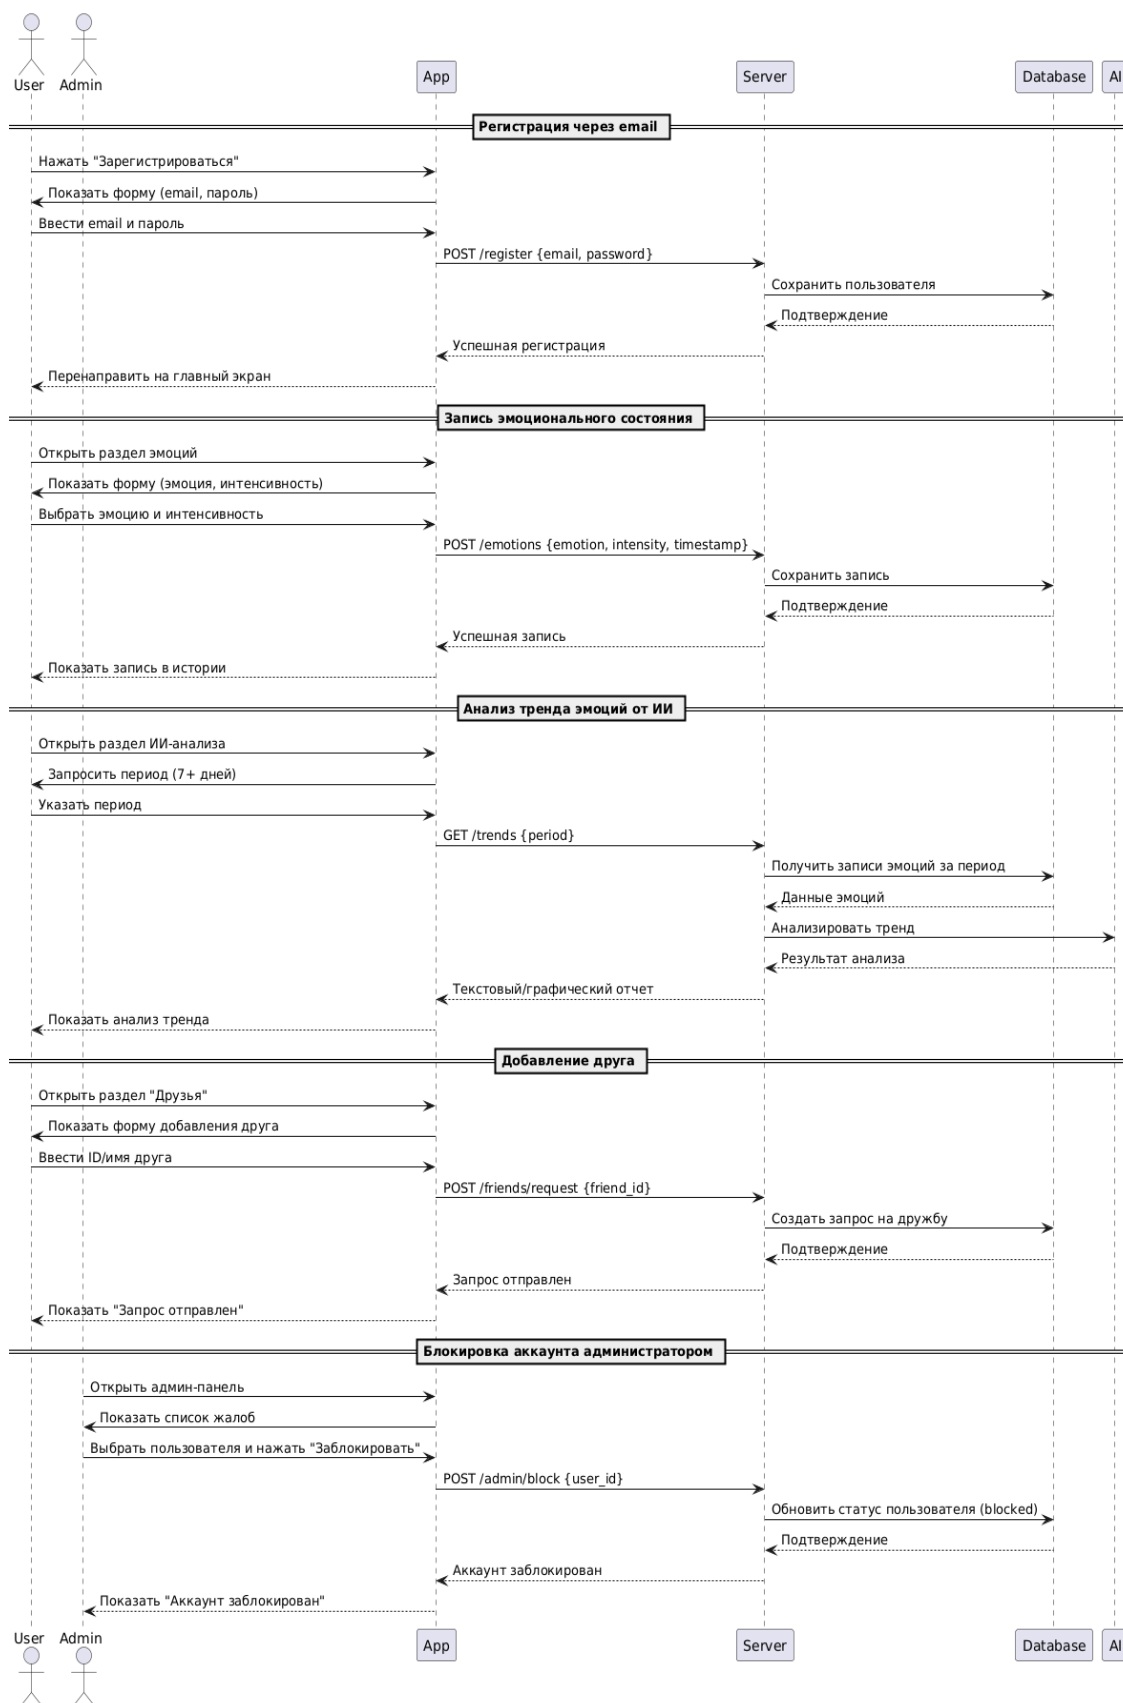 User
Admin
App
Server
Database
AI
Регистрация через email
Нажать "Зарегистрироваться"
Показать форму (email, пароль)
Ввести email и пароль
POST /register {email, password}
Сохранить пользователя
Подтверждение
Успешная регистрация
Перенаправить на главный экран
Запись эмоционального состояния
Открыть раздел эмоций
Показать форму (эмоция, интенсивность)
Выбрать эмоцию и интенсивность
POST /emotions {emotion, intensity, timestamp}
Сохранить запись
Подтверждение
Успешная запись
Показать запись в истории
Анализ тренда эмоций от ИИ
Открыть раздел ИИ-анализа
Запросить период (7+ дней)
Указать период
GET /trends {period}
Получить записи эмоций за период
Данные эмоций
Анализировать тренд
Результат анализа
Текстовый/графический отчет
Показать анализ тренда
Добавление друга
Открыть раздел "Друзья"
Показать форму добавления друга
Ввести ID/имя друга
POST /friends/request {friend_id}
Создать запрос на дружбу
Подтверждение
Запрос отправлен
Показать "Запрос отправлен"
Блокировка аккаунта администратором
Открыть админ-панель
Показать список жалоб
Выбрать пользователя и нажать "Заблокировать"
POST /admin/block {user_id}
Обновить статус пользователя (blocked)
Подтверждение
Аккаунт заблокирован
Показать "Аккаунт заблокирован"
User
Admin
App
Server
Database
AI